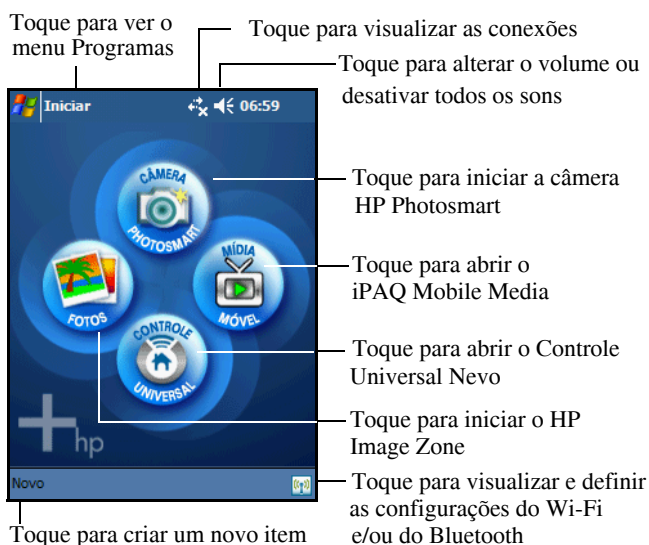 Toque para ver o
menu Programas
Toque para visualizar as conexões
Toque para alterar o volume ou
desativar todos os sons
Iniciar
06:59
CÂMERA
PHOTOSMART
Toque para iniciar a câmera
HP Photosmart
MÍDIA
MÓVEL
Toque para abrir o
iPAQ Mobile Media
FOTOS
CONTROLE
UNIVERSAL
Toque para abrir o Controle
Universal Nevo
hp
Toque para iniciar o HP
Image Zone
Novo
Toque para visualizar e definir
as configurações do Wi-Fi
e/ou do Bluetooth
Toque para criar um novo item